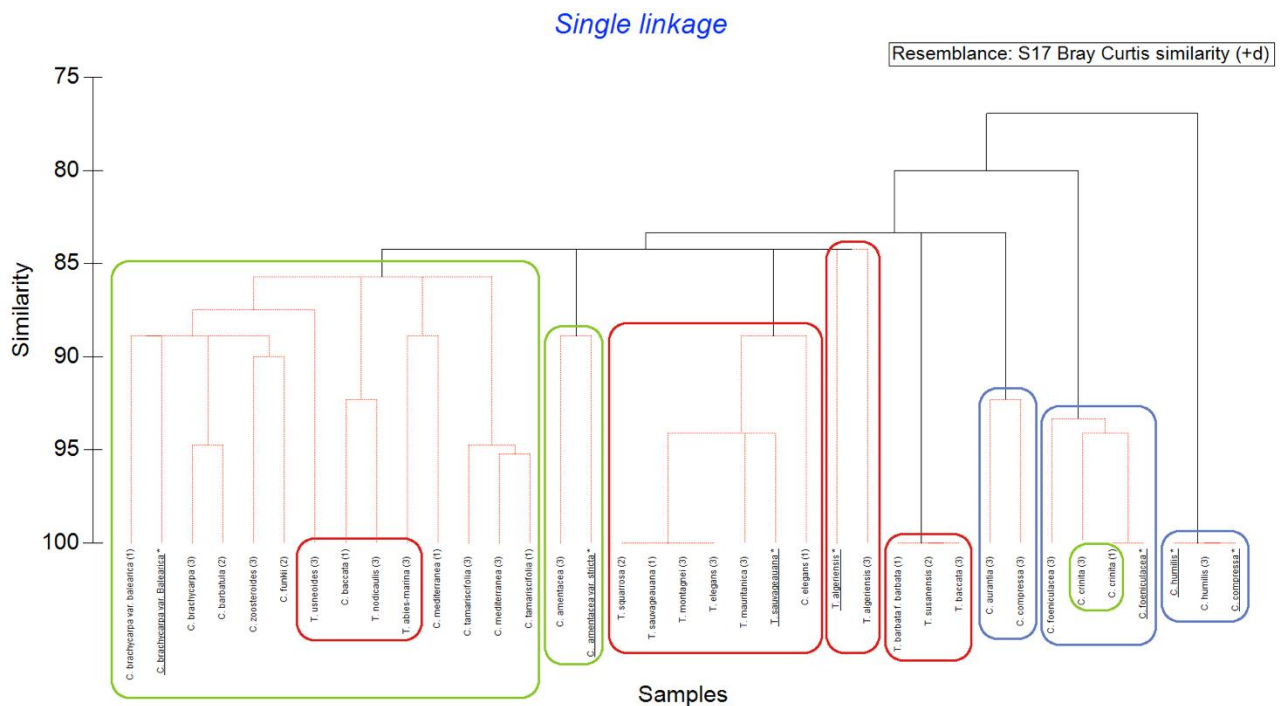 Single linkage
Resemblance: S17 Bray Curtis similarity (+d)
75
80
85
90
95
100
Similarity
C. brachycarpa var. balearica (1)
C. brachycarpa var. Balearica *
C. brachycarpa (3)
C. barbatula (2)
C. zoosteroides (3)
C. funkii (2)
T. usneoides (3)
C. baccata (1)
T. nodicaulis (3)
T. abies-marina (3)
C. mediterranea (1)
C. tamariscifolia (3)
C. mediterranea (3)
C. tamariscifolia (1)
C. amentacea (3)
C. amentacea var. stricta *
T. squarrosa (2)
T. sauvageauana (1)
T. montagnei (3)
T. elegans (3)
T. mauritanica (3)
T. sauvageauana *
C. elegans (1)
T. algeriensis *
T. algeriensis (3)
T. barbata f. barbata (1)
T. susanensis (2)
T. baccata (3)
C. aurantia (3)
C. compressa (3)
C. foeniculacea (3)
C. crinita (3)
C. crinita (1)
C. foeniculacea *
C. humilis *
C. humilis (3)
C. compressa *
Samples